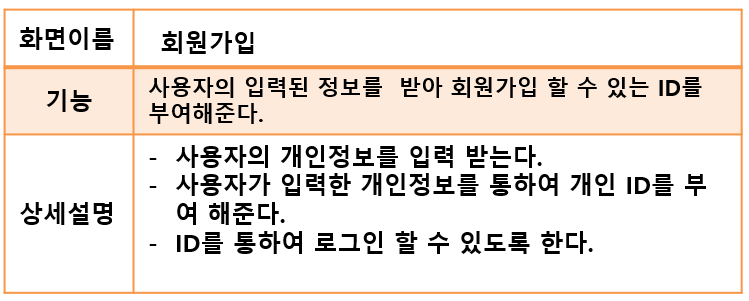 화면이름
회원가입
기능
사용자의 입력된 정보를 받아 회원가입 할 수 있는 ID를
부여해준다.
상세설명
- 사용자의 개인정보를 입력 받는다.
- 사용자가 입력한 개인정보를 통하여 개인 ID를 부
여 해준다.
- ID를 통하여 로그인 할 수 있도록 한다.